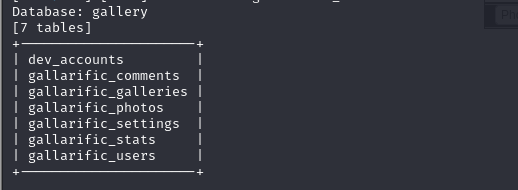 Database: gallery
[7 tables]
+----------------------+
| dev_accounts         |
| gallarific_comments  |
| gallarific_galleries |
| gallarific_photos    |
| gallarific_settings  |
| gallarific_stats     |
| gallarific_users     |
+----------------------+